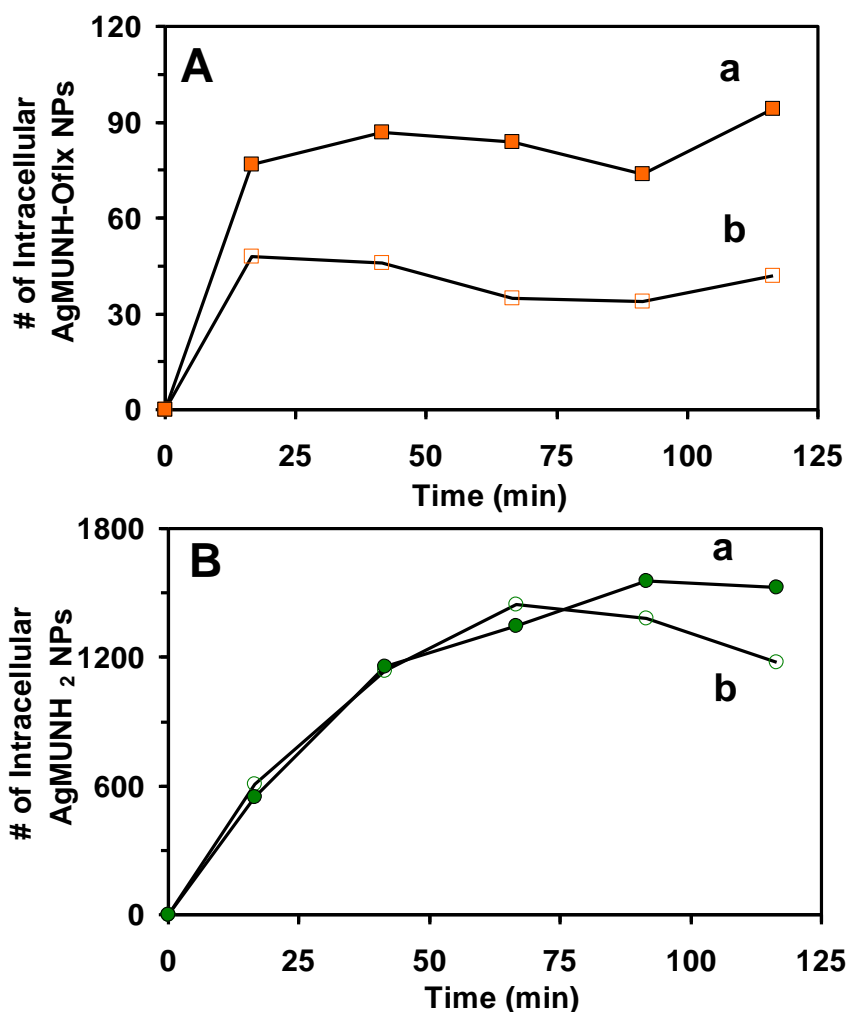 A
a
b
# of Intracellular
AgMUNH-Oflx NPs
120
90
60
30
0
0 25 50 75 100 125
Time (min)
B
a
b
# of Intracellular
AgMUNH 2 NPs
1800
1200
600
0
0 25 50 75 100 125
Time (min)